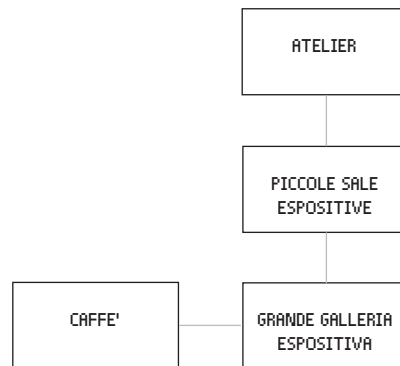 ATELIER
PICCOLE SALE
ESPOSITIVE
CAFFE'
GRANDE GALLERIA
ESPOSITIVA